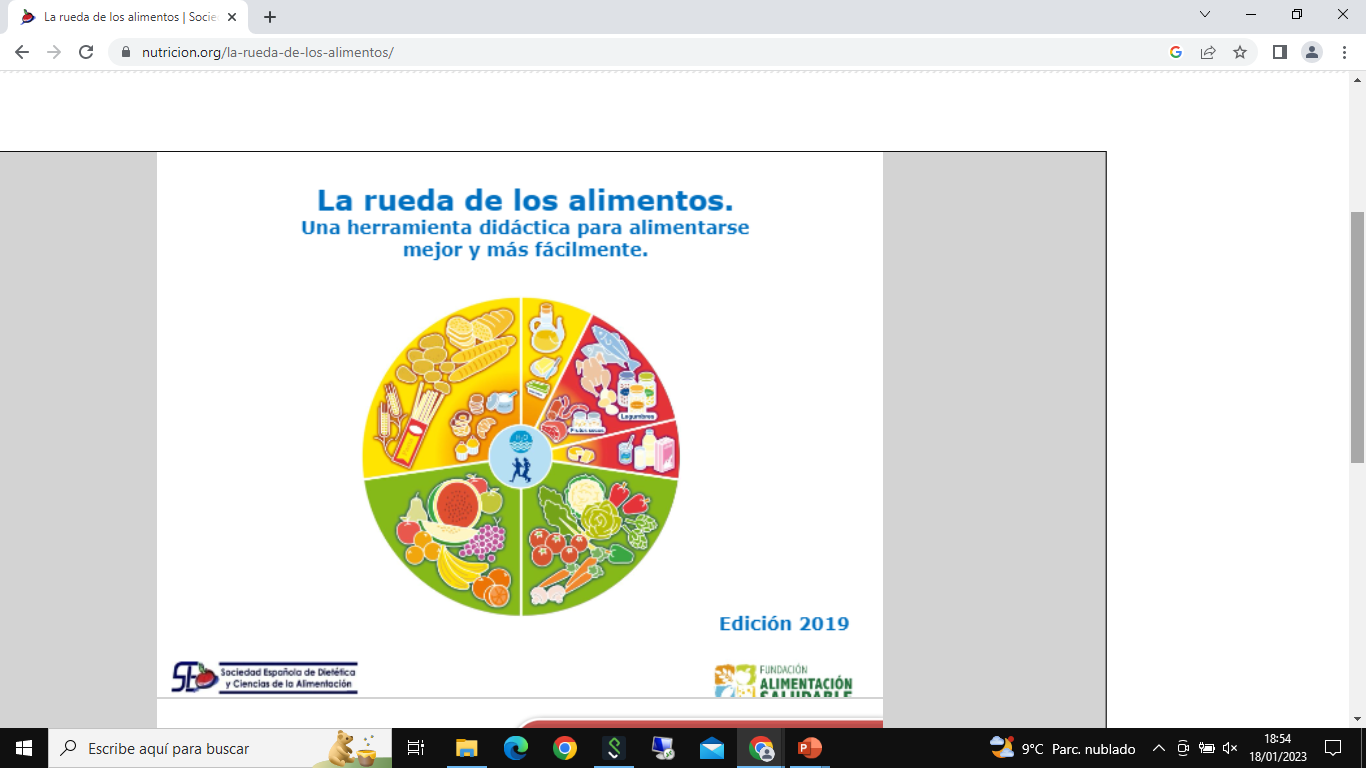 La rueda de los alimentos | Socie
nutricion.org/la-rueda-de-los-alimentos/
La rueda de los alimentos.
Una herramienta didáctica para alimentarse
mejor y más fácilmente.
Legumbres
Frutos secos
H2O
Edición 2019
Sociedad Española de Dietética
y Ciencias de la Alimentación
FUNDACIÓN
ALIMENTACIÓN
SALUDABLE
Escribe aquí para buscar
9°C Parc. nublado
18:54
18/01/2023